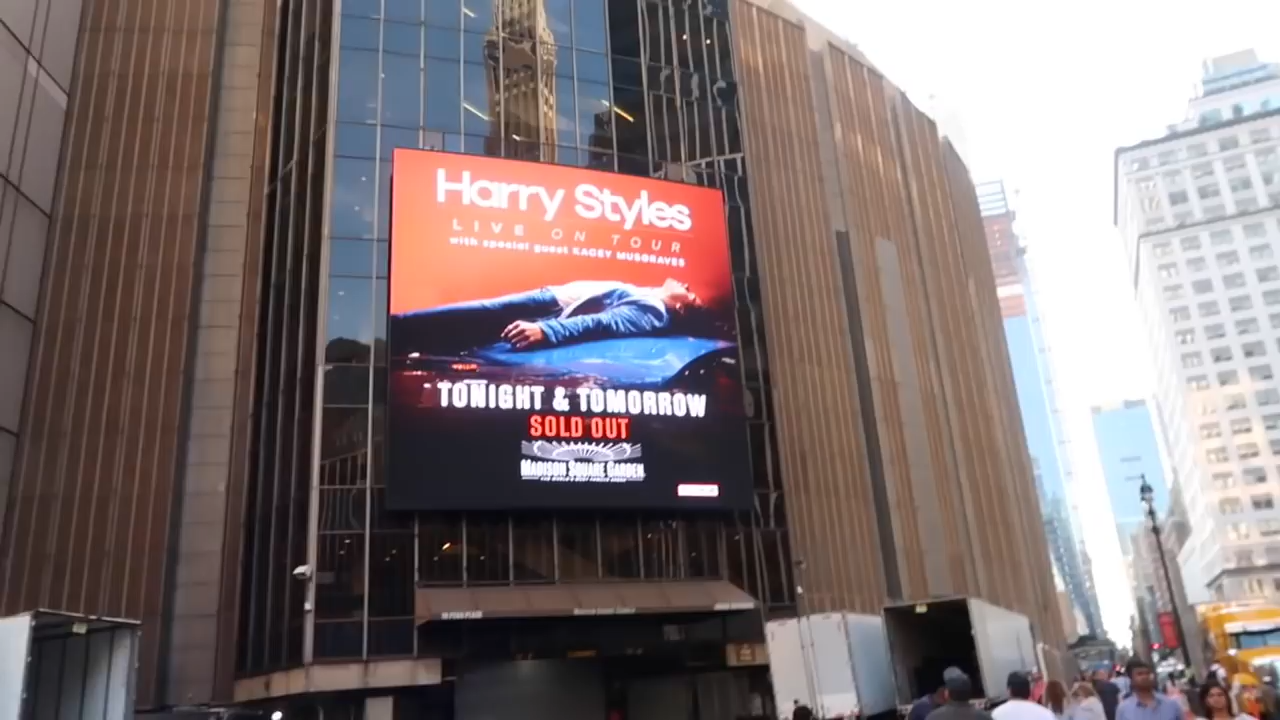 Harry Styles
LIVE ON TOUR
with special guest KACEY MUSGRAVES
TONIGHT & TOMORROW
SOLD OUT
MADISON SQUARE GARDEN